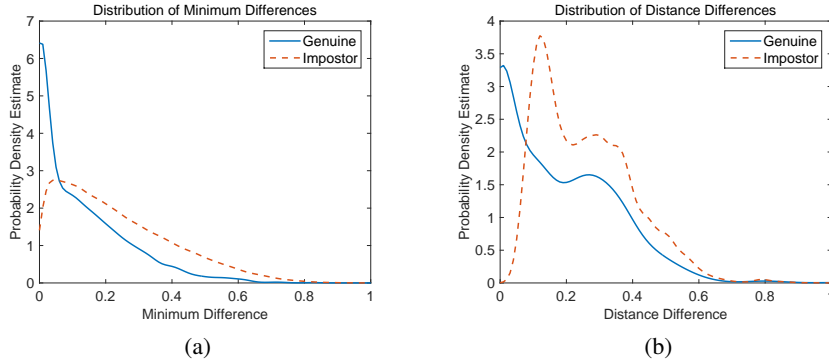 Distribution of Minimum Differences
Genuine
Impostor
Probability Density Estimate
7
6
5
4
3
2
1
0
0 0.2 0.4 0.6 0.8 1
Minimum Difference
(a)
Distribution of Distance Differences
Genuine
Impostor
Probability Density Estimate
4
3.5
3
2.5
2
1.5
1
0.5
0
0 0.2 0.4 0.6 0.8 1
Distance Difference
(b)